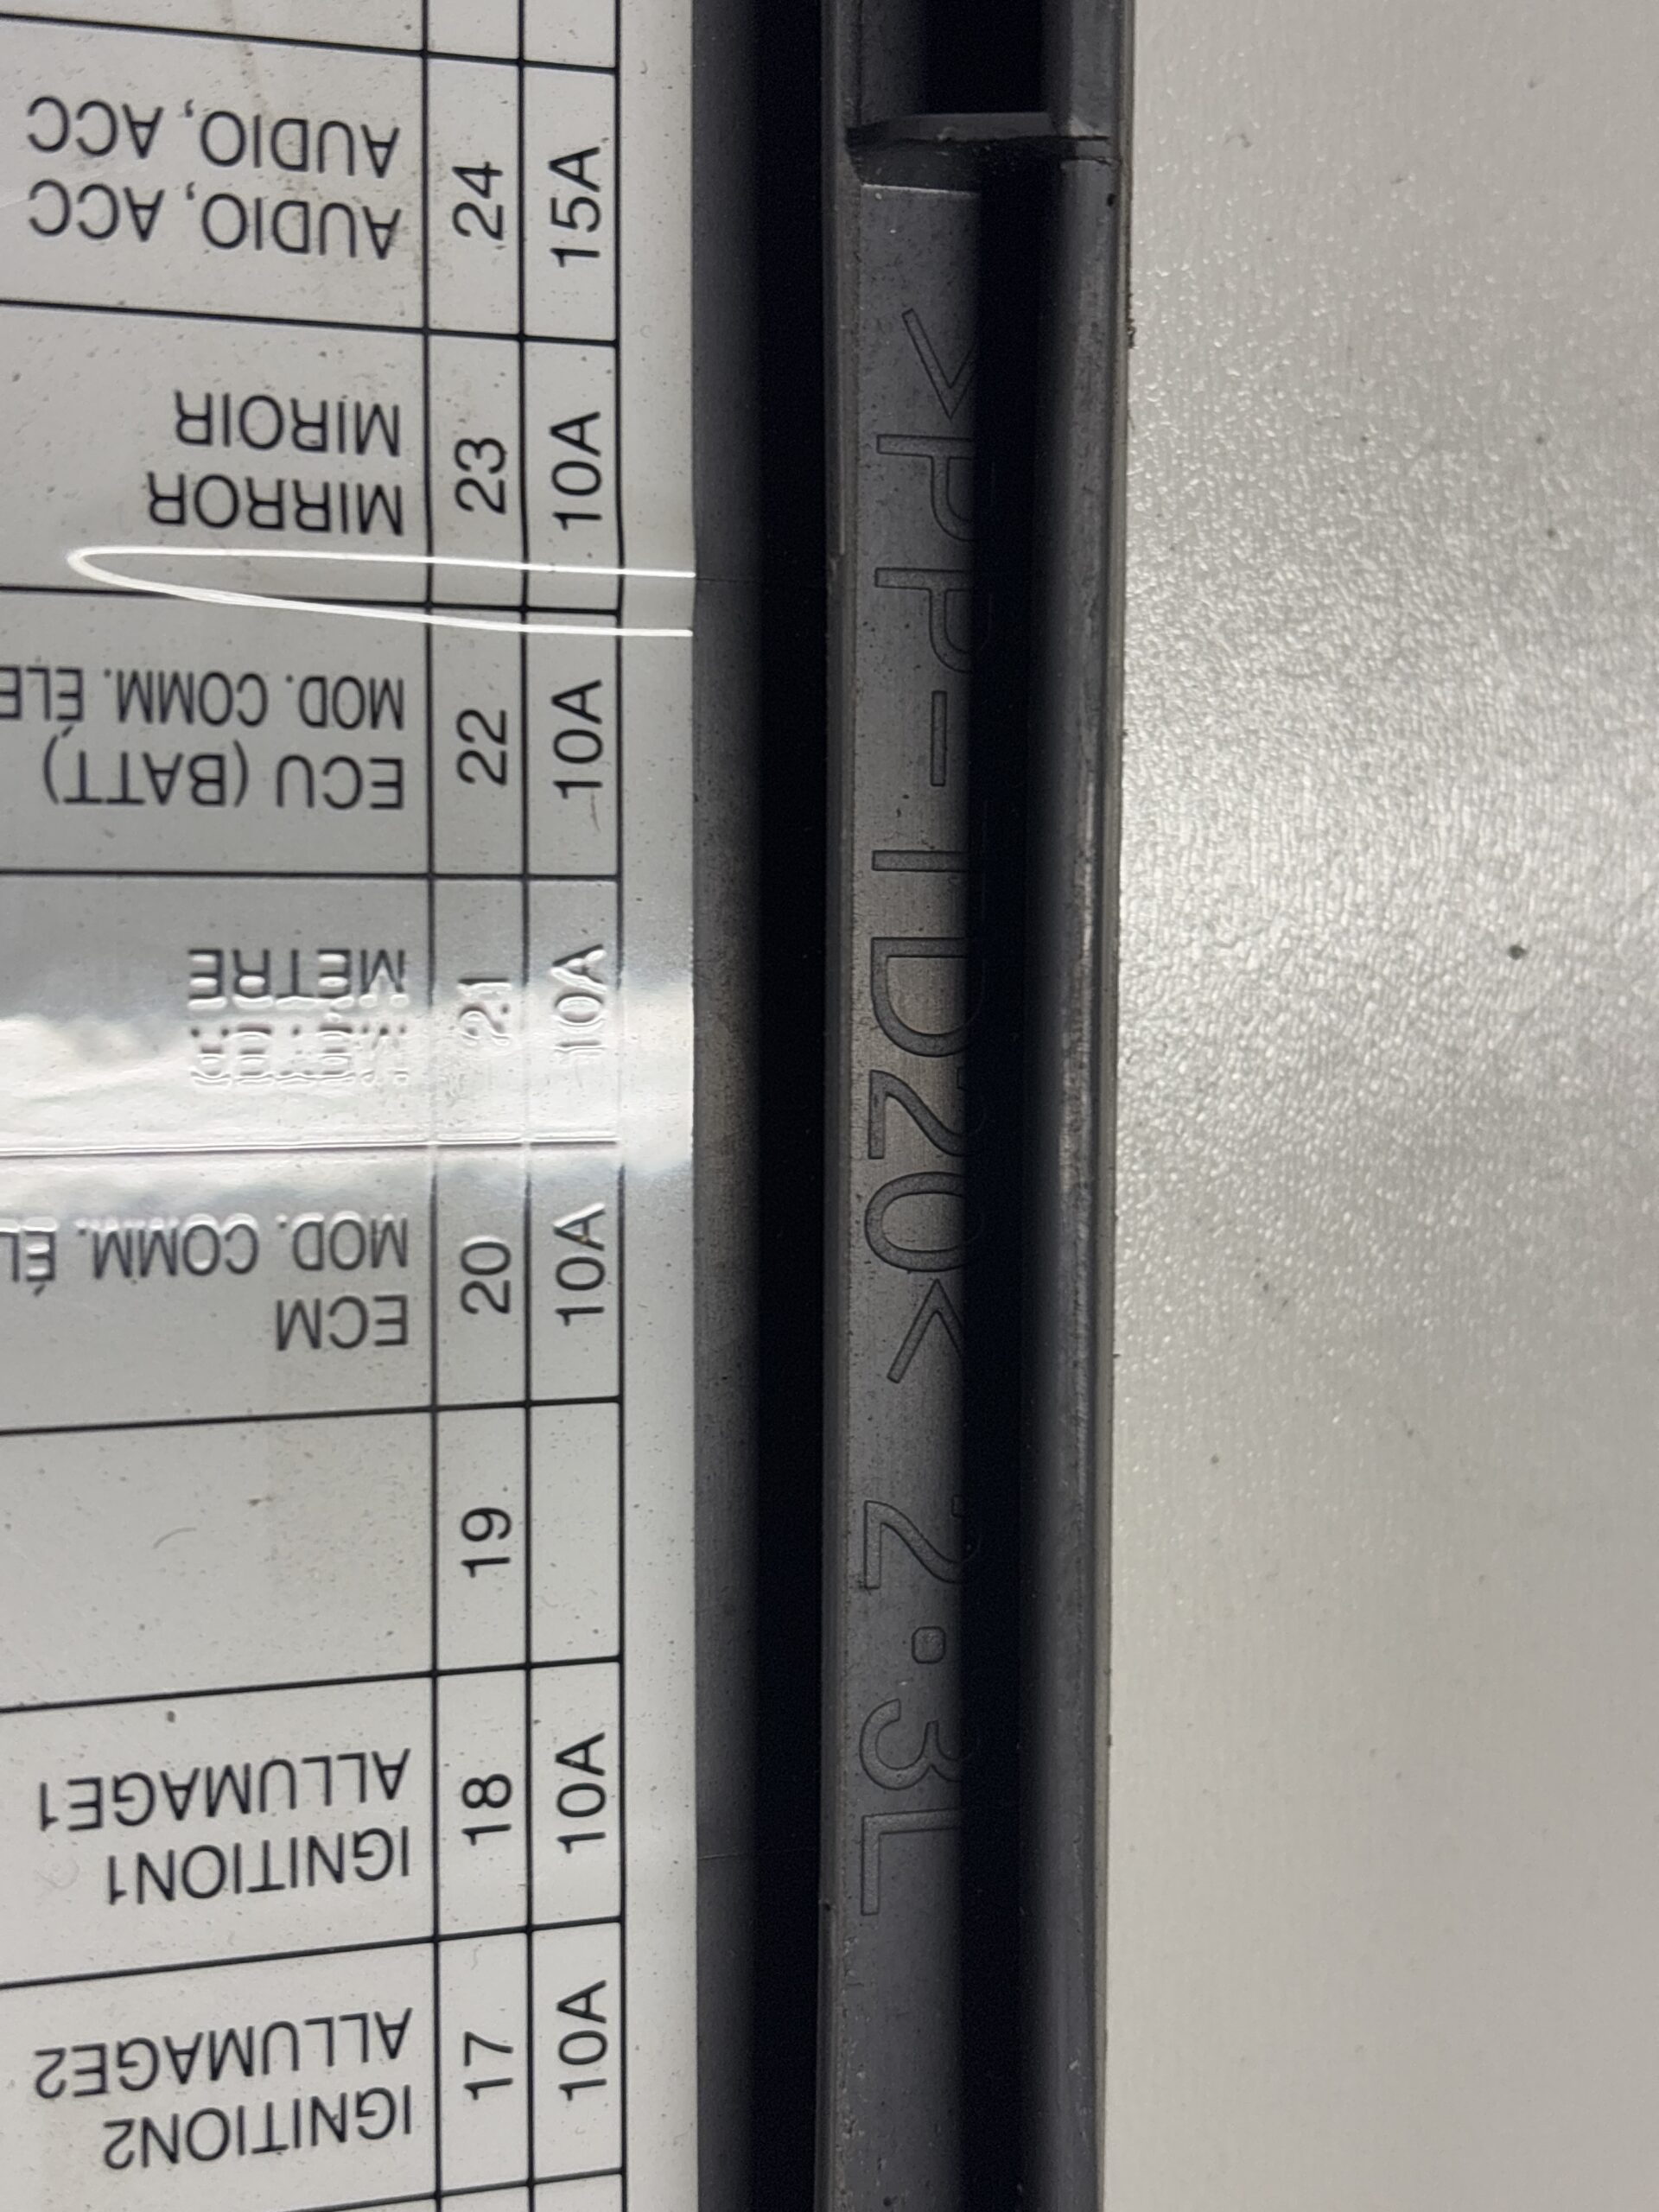 IGNITION2
ALLUMAGE2
17
10A
IGNITION1
ALLUMAGE1
18
10A
19
ECM
MOD. COMM. ÉL
20
10A
METRE
21
10A
ECU (BATT)
MOD. COMM. ÉLE
22
10A
MIRROR
MIROIR
23
10A
AUDIO, ACC
AUDIO, ACC
24
15A
>PP-TD20< 2·3L